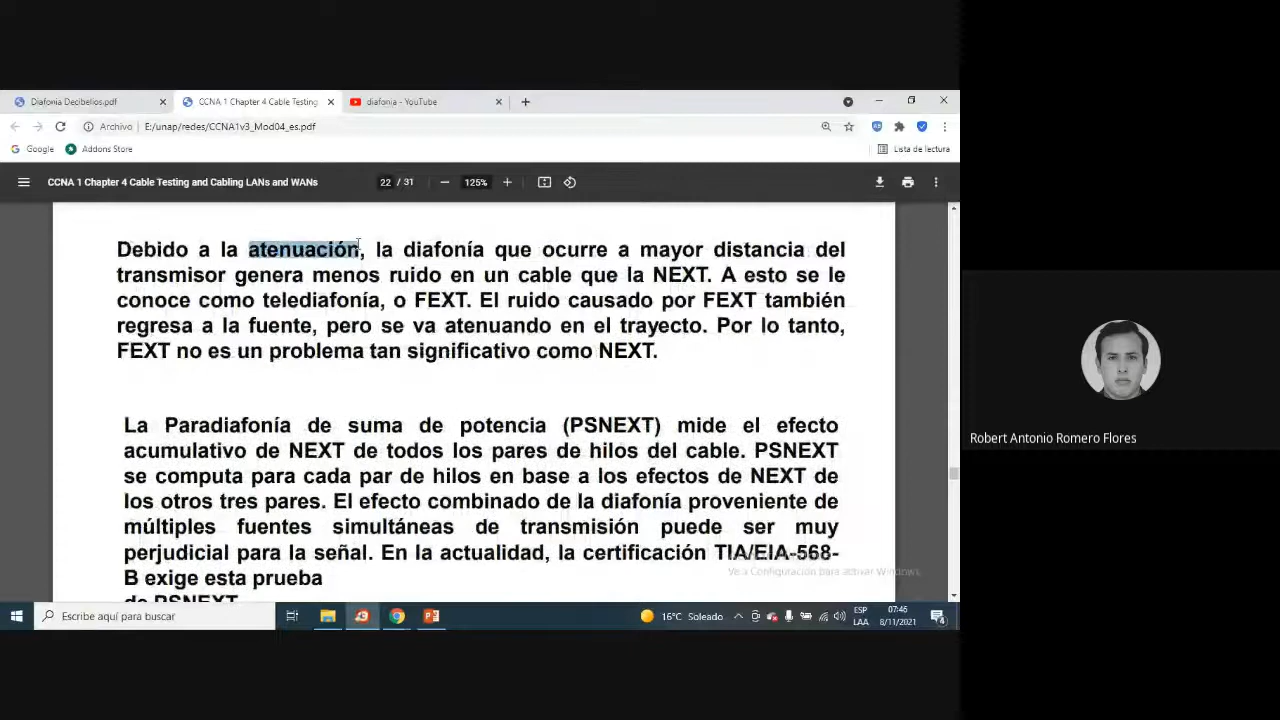 Diafonia Decibelios.pdf
CCNA 1 Chapter 4 Cable Testing
diafonia - YouTube
Archivo
E:/unap/redes/CCNA1v3_Mod04_es.pdf
Google
Addons Store
Lista de lectura
CCNA 1 Chapter 4 Cable Testing and Cabling LANs and WANs
22 / 31
125%
Debido a la atenuación, la diafonía que ocurre a mayor distancia del
transmisor genera menos ruido en un cable que la NEXT. A esto se le
conoce como telediafonía, o FEXT. El ruido causado por FEXT también
regresa a la fuente, pero se va atenuando en el trayecto. Por lo tanto,
FEXT no es un problema tan significativo como NEXT.
La Paradiafonía de suma de potencia (PSNEXT) mide el efecto
acumulativo de NEXT de todos los pares de hilos del cable. PSNEXT
se computa para cada par de hilos en base a los efectos de NEXT de
los otros tres pares. El efecto combinado de la diafonía proveniente de
múltiples fuentes simultáneas de transmisión puede ser muy
perjudicial para la señal. En la actualidad, la certificación TIA/EIA-568-
B exige esta prueba
de PSNEXT
Ve a Configuración para activar Windows.
Robert Antonio Romero Flores
Escribe aquí para buscar
16°C Soleado
ESP
LAA
07:46
8/11/2021
4